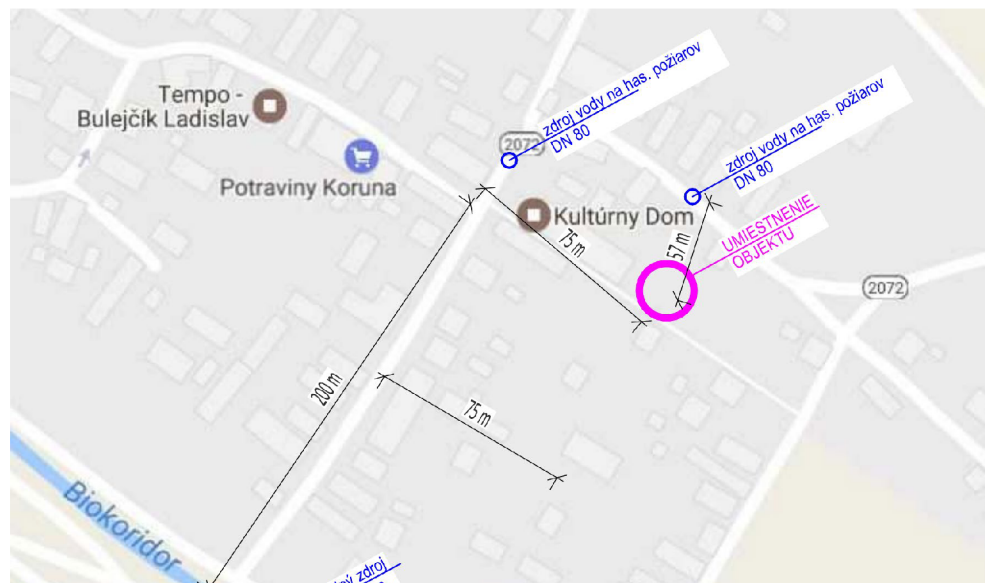 zdroj vody na has. požiarov
DN 80
2072
zdroj vody na has. požiarov
DN 80
Tempo -
Bulejčík Ladislav
Potraviny Koruna
Kultúrny Dom
UMIESTNENIE
OBJEKTU
75 m
57 m
2072
200 m
75 m
Biokoridor
zdroj